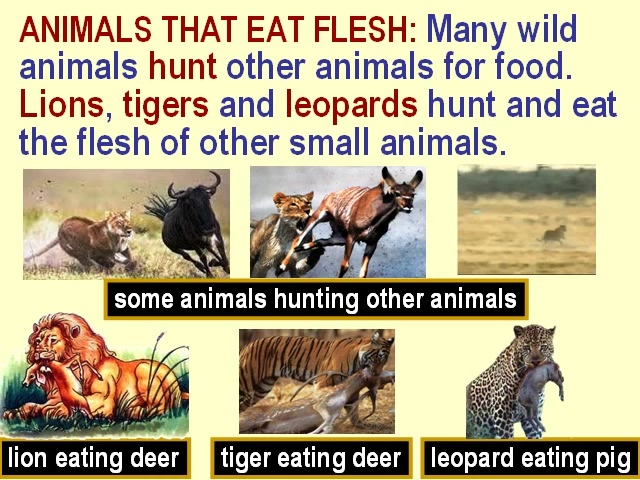 ANIMALS THAT EAT FLESH: Many wild
animals hunt other animals for food.
Lions, tigers and leopards hunt and eat
the flesh of other small animals.
some animals hunting other animals
lion eating deer
tiger eating deer
leopard eating pig